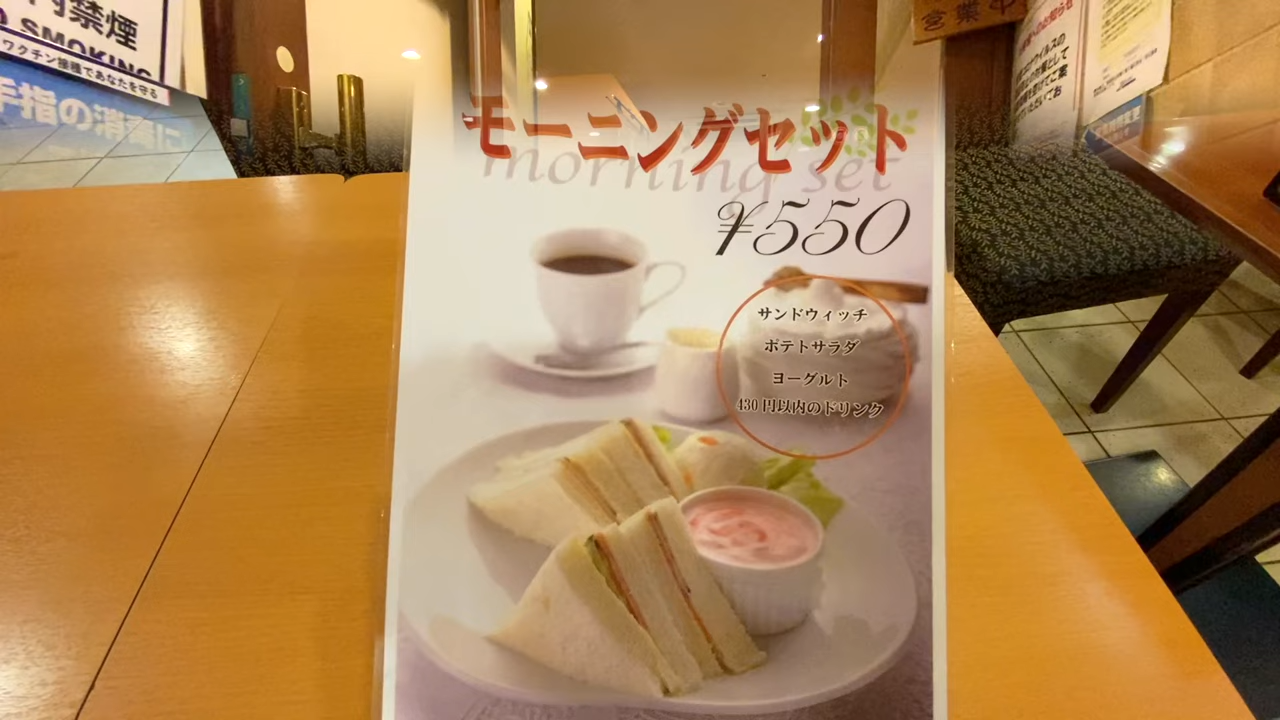 内禁煙
SMOKING
ワクチン接種であなたを守る
手指の消毒に
営業中
モーニングセット
morning set
¥550
サンドウィッチ
ポテトサラダ
ヨーグルト
430円以内のドリンク